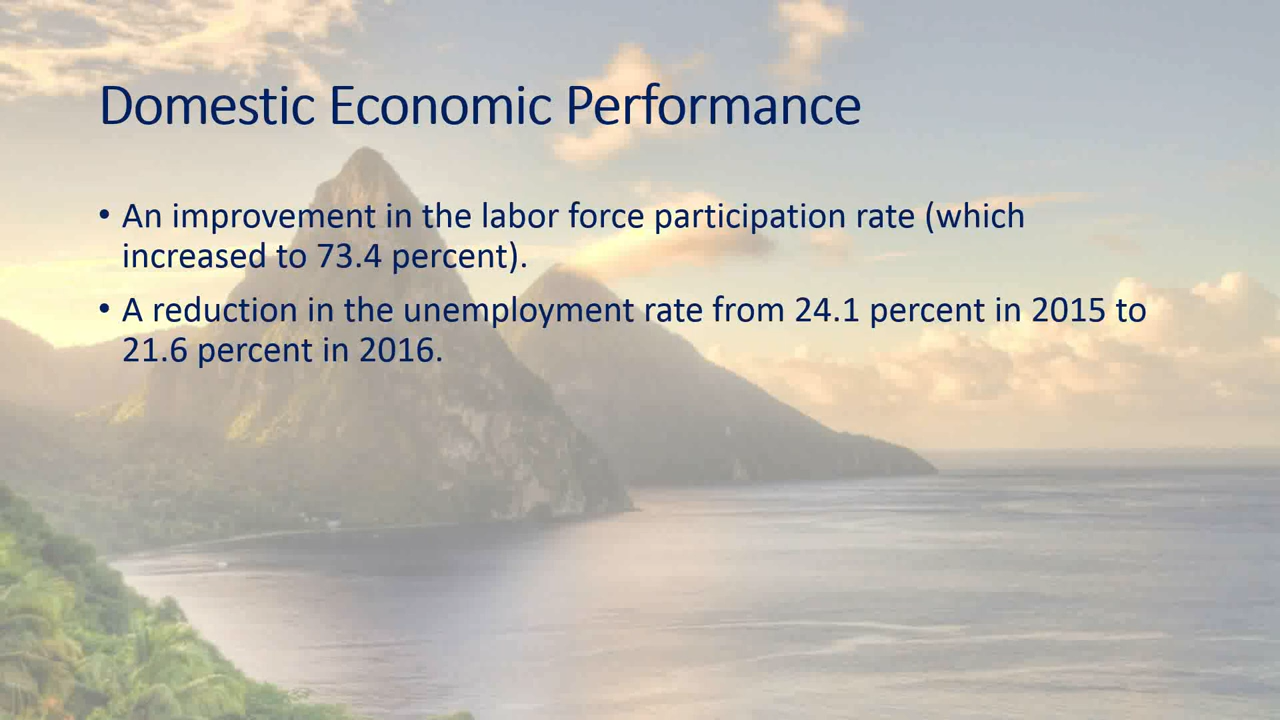 Domestic Economic Performance
• An improvement in the labor force participation rate (which
increased to 73.4 percent).
• A reduction in the unemployment rate from 24.1 percent in 2015 to
21.6 percent in 2016.